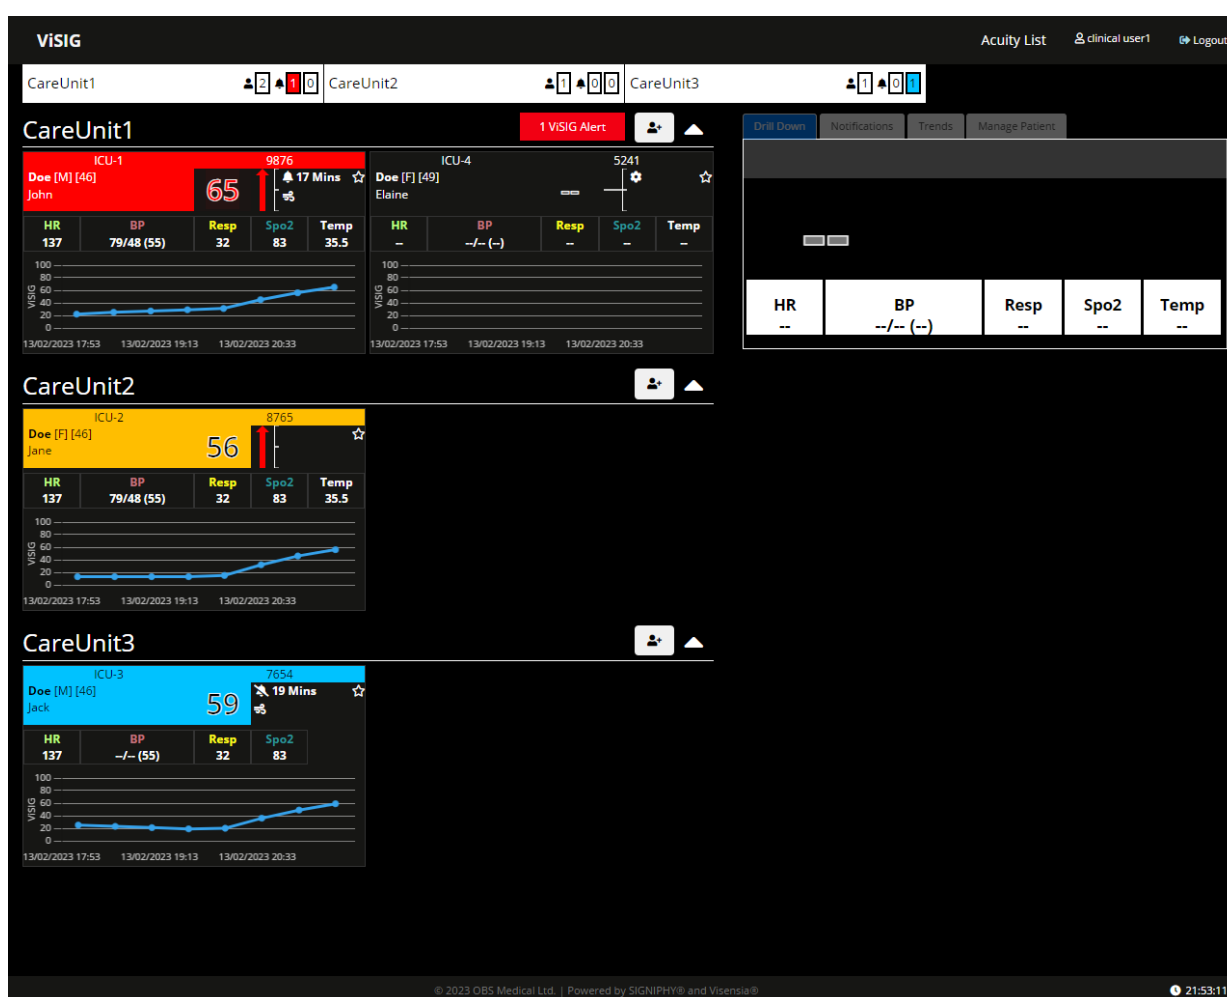 ViSIG Acuity List clinical user1 Logout
CareUnit1 2 1 0 CareUnit2 1 0 0 CareUnit3 1 0 1
CareUnit1 1 ViSIG Alert
Drill Down Notifications Trends Manage Patient
ICU-1 9876
Doe [M] [46] 17 Mins
John 65
HR BP Resp Spo2 Temp
137 79/48 (55) 32 83 35.5
100
80
60
40
20
0
ViSIG
13/02/2023 17:53 13/02/2023 19:13 13/02/2023 20:33
ICU-4 5241
Doe [F] [49]
Elaine --
HR BP Resp Spo2 Temp
-- --/-- (--) -- -- --
100
80
60
40
20
0
ViSIG
13/02/2023 17:53 13/02/2023 19:13 13/02/2023 20:33
--
HR BP Resp Spo2 Temp
-- --/-- (--) -- -- --
CareUnit2
ICU-2 8765
Doe [F] [46]
Jane 56
HR BP Resp Spo2 Temp
137 79/48 (55) 32 83 35.5
100
80
60
40
20
0
ViSIG
13/02/2023 17:53 13/02/2023 19:13 13/02/2023 20:33
CareUnit3
ICU-3 7654
Doe [M] [46] 19 Mins
Jack 59
HR BP Resp Spo2
137 --/-- (55) 32 83
100
80
60
40
20
0
ViSIG
13/02/2023 17:53 13/02/2023 19:13 13/02/2023 20:33
© 2023 OBS Medical Ltd. | Powered by SIGNIPHY® and Visensia® 21:53:11